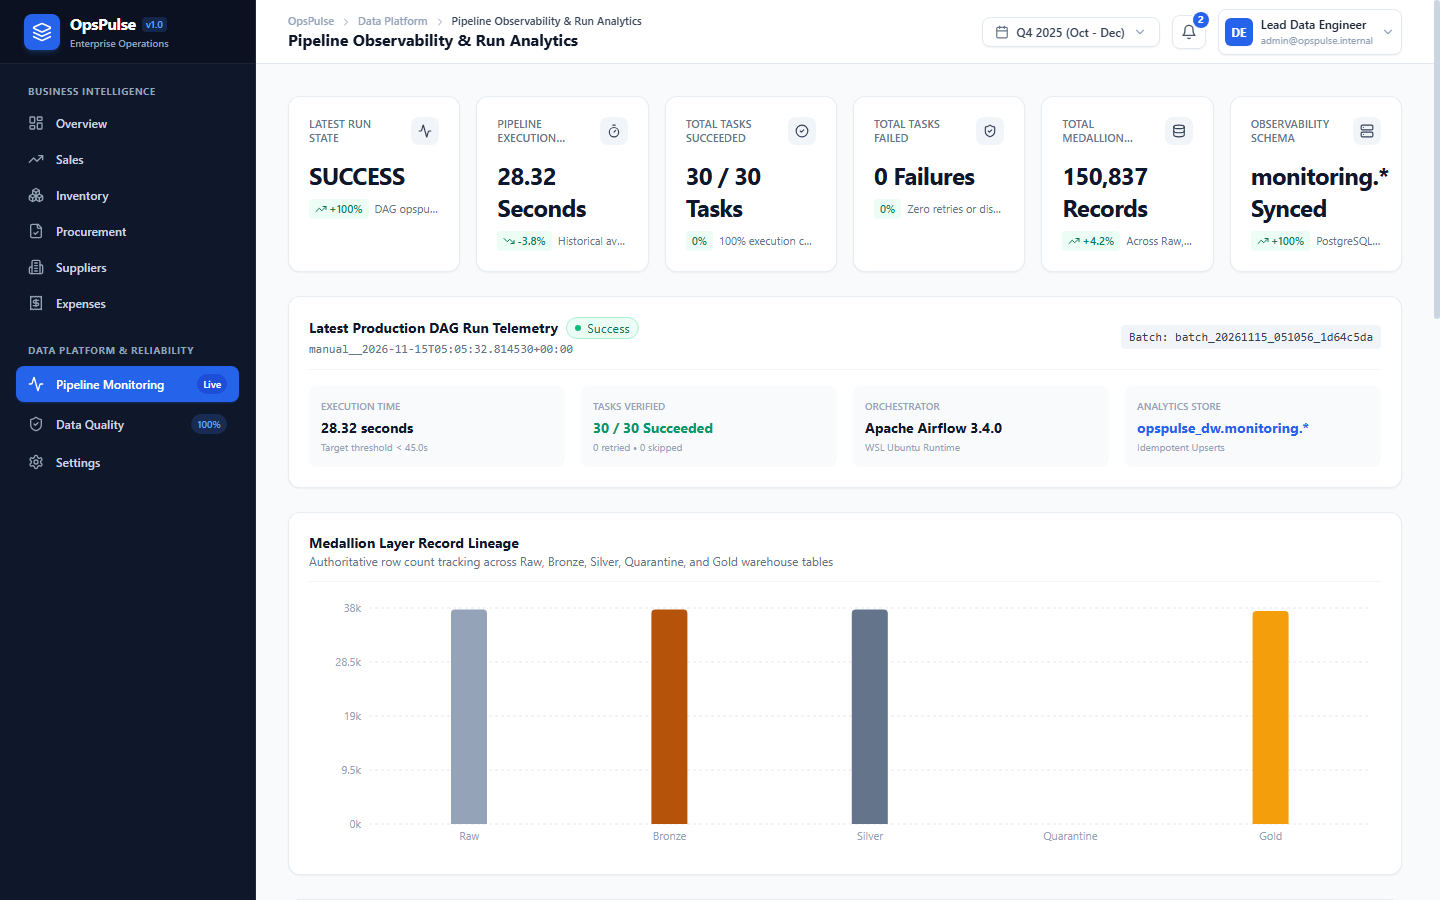 OpsPulse v1.0
Enterprise Operations
BUSINESS INTELLIGENCE
Overview
Sales
Inventory
Procurement
Suppliers
Expenses
DATA PLATFORM & RELIABILITY
Pipeline Monitoring Live
Data Quality 100%
Settings
OpsPulse > Data Platform > Pipeline Observability & Run Analytics
Pipeline Observability & Run Analytics
Q4 2025 (Oct - Dec)
2
DE
Lead Data Engineer
admin@opspulse.internal
LATEST RUN
STATE
SUCCESS
+100% DAG opspu...
PIPELINE
EXECUTION...
28.32
Seconds
-3.8% Historical av...
TOTAL TASKS
SUCCEEDED
30 / 30
Tasks
0% 100% execution c...
TOTAL TASKS
FAILED
0 Failures
0% Zero retries or dis...
TOTAL
MEDALLION...
150,837
Records
+4.2% Across Raw,...
OBSERVABILITY
SCHEMA
monitoring.*
Synced
+100% PostgreSQL...
Latest Production DAG Run Telemetry Success
manual__2026-11-15T05:05:32.814530+00:00
Batch: batch_20261115_051056_1d64c5da
EXECUTION TIME
28.32 seconds
Target threshold < 45.0s
TASKS VERIFIED
30 / 30 Succeeded
0 retried • 0 skipped
ORCHESTRATOR
Apache Airflow 3.4.0
WSL Ubuntu Runtime
ANALYTICS STORE
opspulse_dw.monitoring.*
Idempotent Upserts
Medallion Layer Record Lineage
Authoritative row count tracking across Raw, Bronze, Silver, Quarantine, and Gold warehouse tables
38k
28.5k
19k
9.5k
0k
Raw Bronze Silver Quarantine Gold